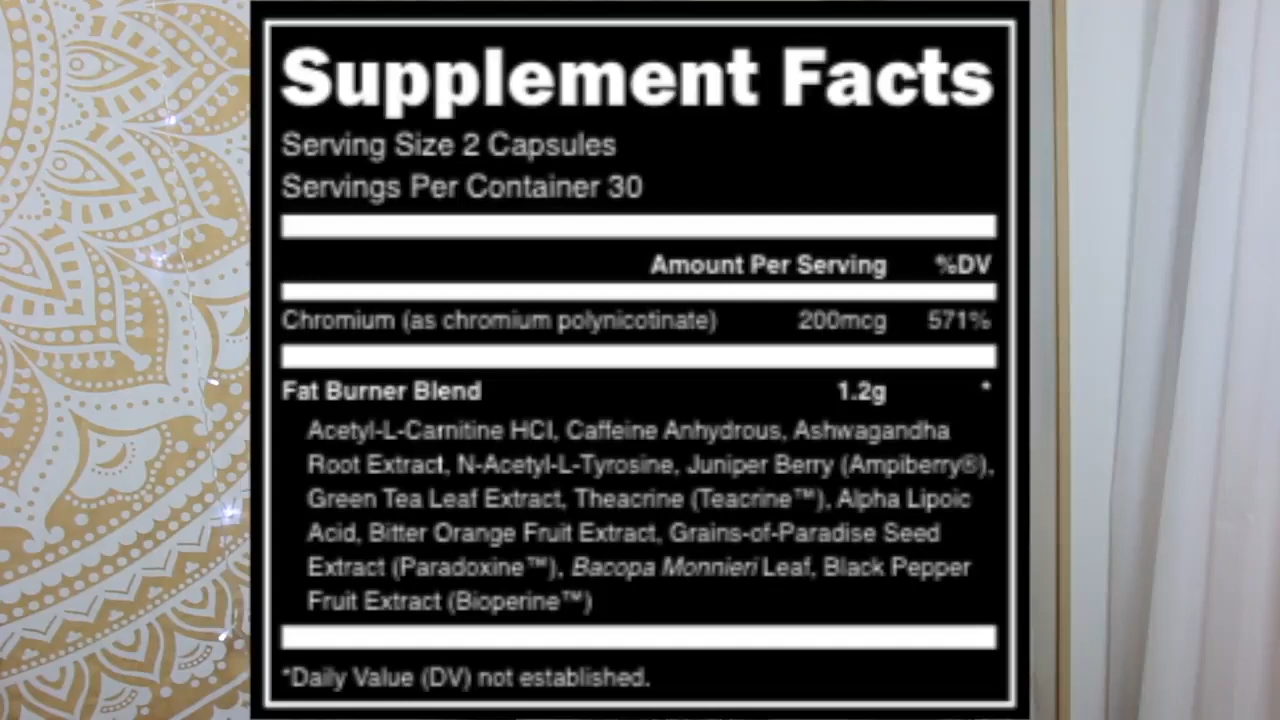 Supplement Facts
Serving Size 2 Capsules
Servings Per Container 30
Amount Per Serving %DV
Chromium (as chromium polynicotinate) 200mcg 571%
Fat Burner Blend 1.2g *
Acetyl-L-Carnitine HCl, Caffeine Anhydrous, Ashwagandha
Root Extract, N-Acetyl-L-Tyrosine, Juniper Berry (Ampiberry®),
Green Tea Leaf Extract, Theacrine (Teacrine™), Alpha Lipoic
Acid, Bitter Orange Fruit Extract, Grains-of-Paradise Seed
Extract (Paradoxine™), Bacopa Monnieri Leaf, Black Pepper
Fruit Extract (Bioperine™)
*Daily Value (DV) not established.